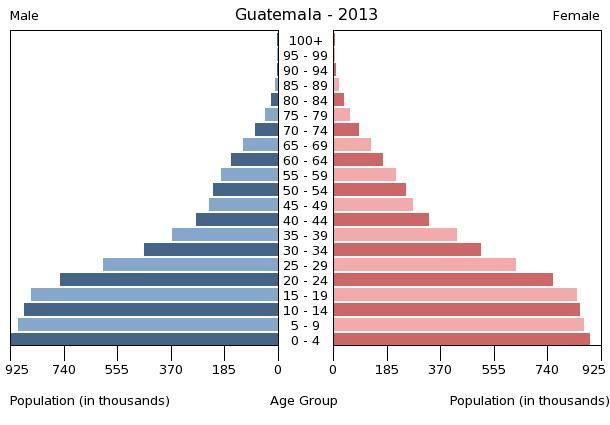 Guatemala - 2013
Male
Female
100+
95 - 99
90 - 94
85 - 89
80 - 84
75 - 79
70 - 74
65 - 69
60 - 64
55 - 59
50 - 54
45 - 49
40 - 44
35 - 39
30 - 34
25 - 29
20 - 24
15 - 19
10 - 14
5 - 9
0 - 4
925 740 555 370 185 0 0 185 370 555 740 925
Population (in thousands) Age Group Population (in thousands)